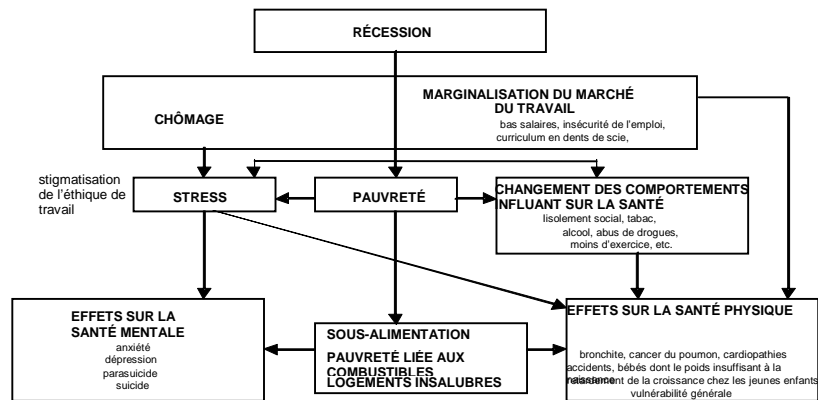 RÉCESSION
MARGINALISATION DU MARCHÉ
DU TRAVAIL
CHÔMAGE
bas salaires, insécurité de l'emploi,
curriculum en dents de scie,
stigmatisation
de l'éthique de
travail
STRESS
PAUVRETÉ
CHANGEMENT DES COMPORTEMENTS
NFLUANT SUR LA SANTÉ
lisolement social, tabac,
alcool, abus de drogues,
moins d'exercice, etc.
EFFETS SUR LA
SANTÉ MENTALE
anxiété
dépression
parasuicide
suicide
SOUS-ALIMENTATION
PAUVRETÉ LIÉE AUX
COMBUSTIBLES
LOGEMENTS INSALUBRES
EFFETS SUR LA SANTÉ PHYSIQUE
bronchite, cancer du poumon, cardiopathies
accidents, bébés dont le poids insuffisant à la
naissance
retardement de la croissance chez les jeunes enfants
vulnérabilité générale